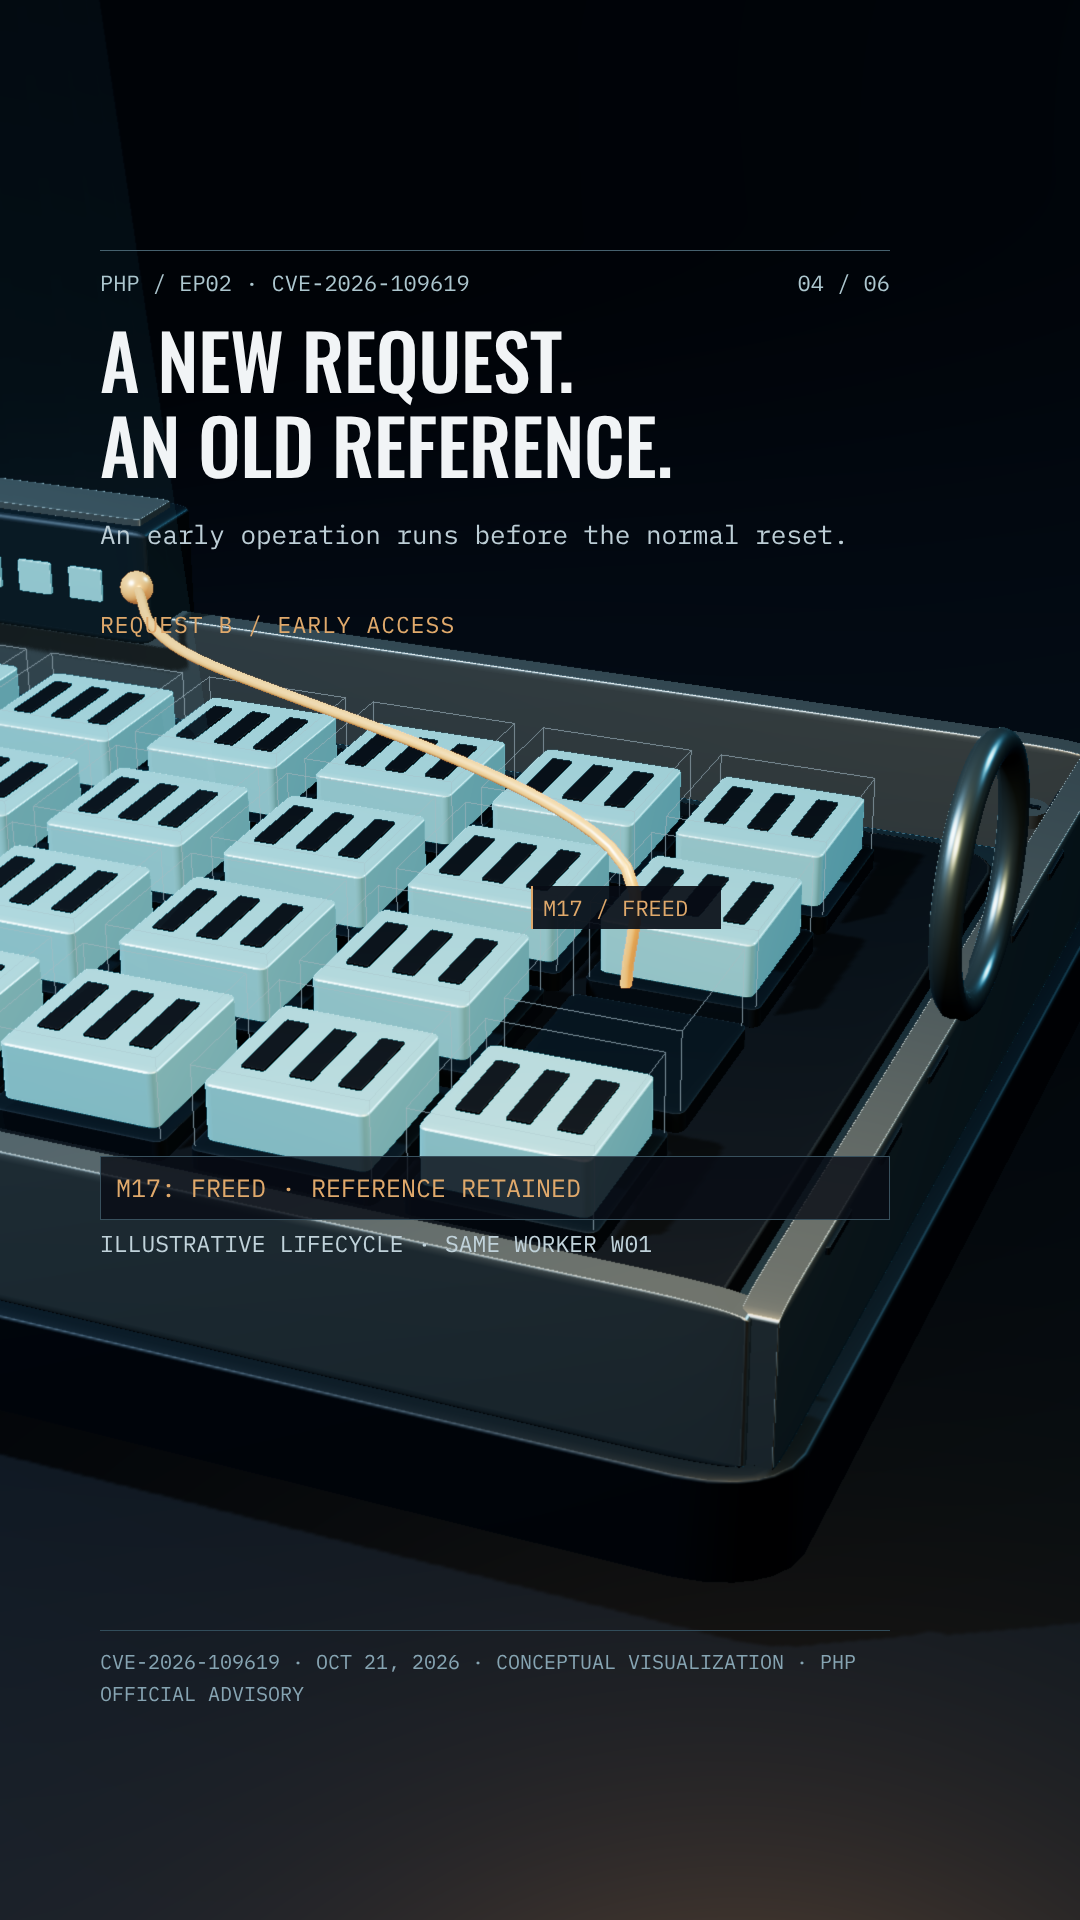 PHP / EP02 · CVE-2026-109619
04 / 06
A NEW REQUEST.
AN OLD REFERENCE.
An early operation runs before the normal reset.
REQUEST B / EARLY ACCESS
M17 / FREED
M17: FREED · REFERENCE RETAINED
ILLUSTRATIVE LIFECYCLE · SAME WORKER W01
CVE-2026-109619 · OCT 21, 2026 · CONCEPTUAL VISUALIZATION · PHP
OFFICIAL ADVISORY